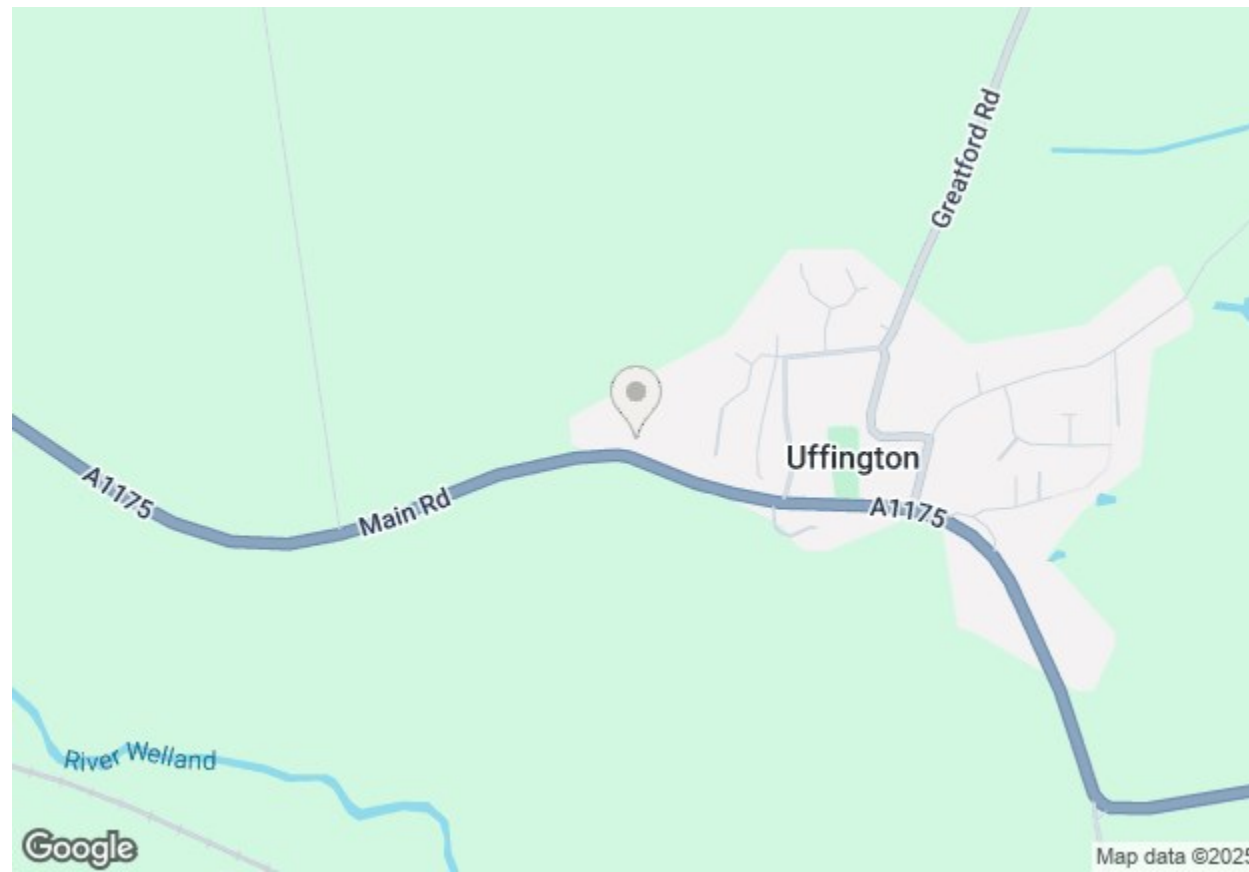 Greatford Rd
Uffington
A1175
Main Rd
A1175
River Welland
Google
Map data ©2025